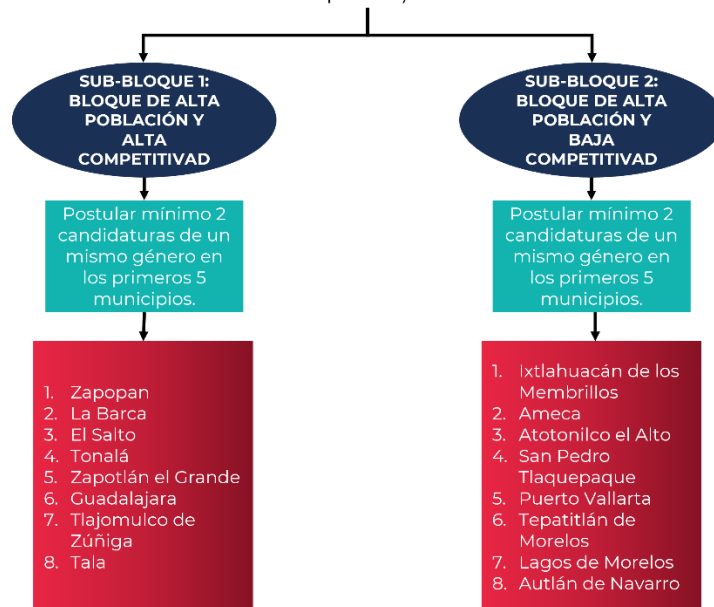 SUB-BLOQUE 1:
BLOQUE DE ALTA
POBLACIÓN Y
ALTA
COMPETITIVAD
Postular mínimo 2
candidaturas de un
mismo género en
los primeros 5
municipios.
1. Zapopan
2. La Barca
3. El Salto
4. Tonalá
5. Zapotlán el Grande
6. Guadalajara
7. Tlajomulco de
Zúñiga
8. Tala
SUB-BLOQUE 2:
BLOQUE DE ALTA
POBLACIÓN Y
BAJA
COMPETITIVAD
Postular mínimo 2
candidaturas de un
mismo género en
los primeros 5
municipios.
1. Ixtlahuacán de los
Membrillos
2. Ameca
3. Atotonilco el Alto
4. San Pedro
Tlaquepaque
5. Puerto Vallarta
6. Tepatitlán de
Morelos
7. Lagos de Morelos
8. Autlán de Navarro